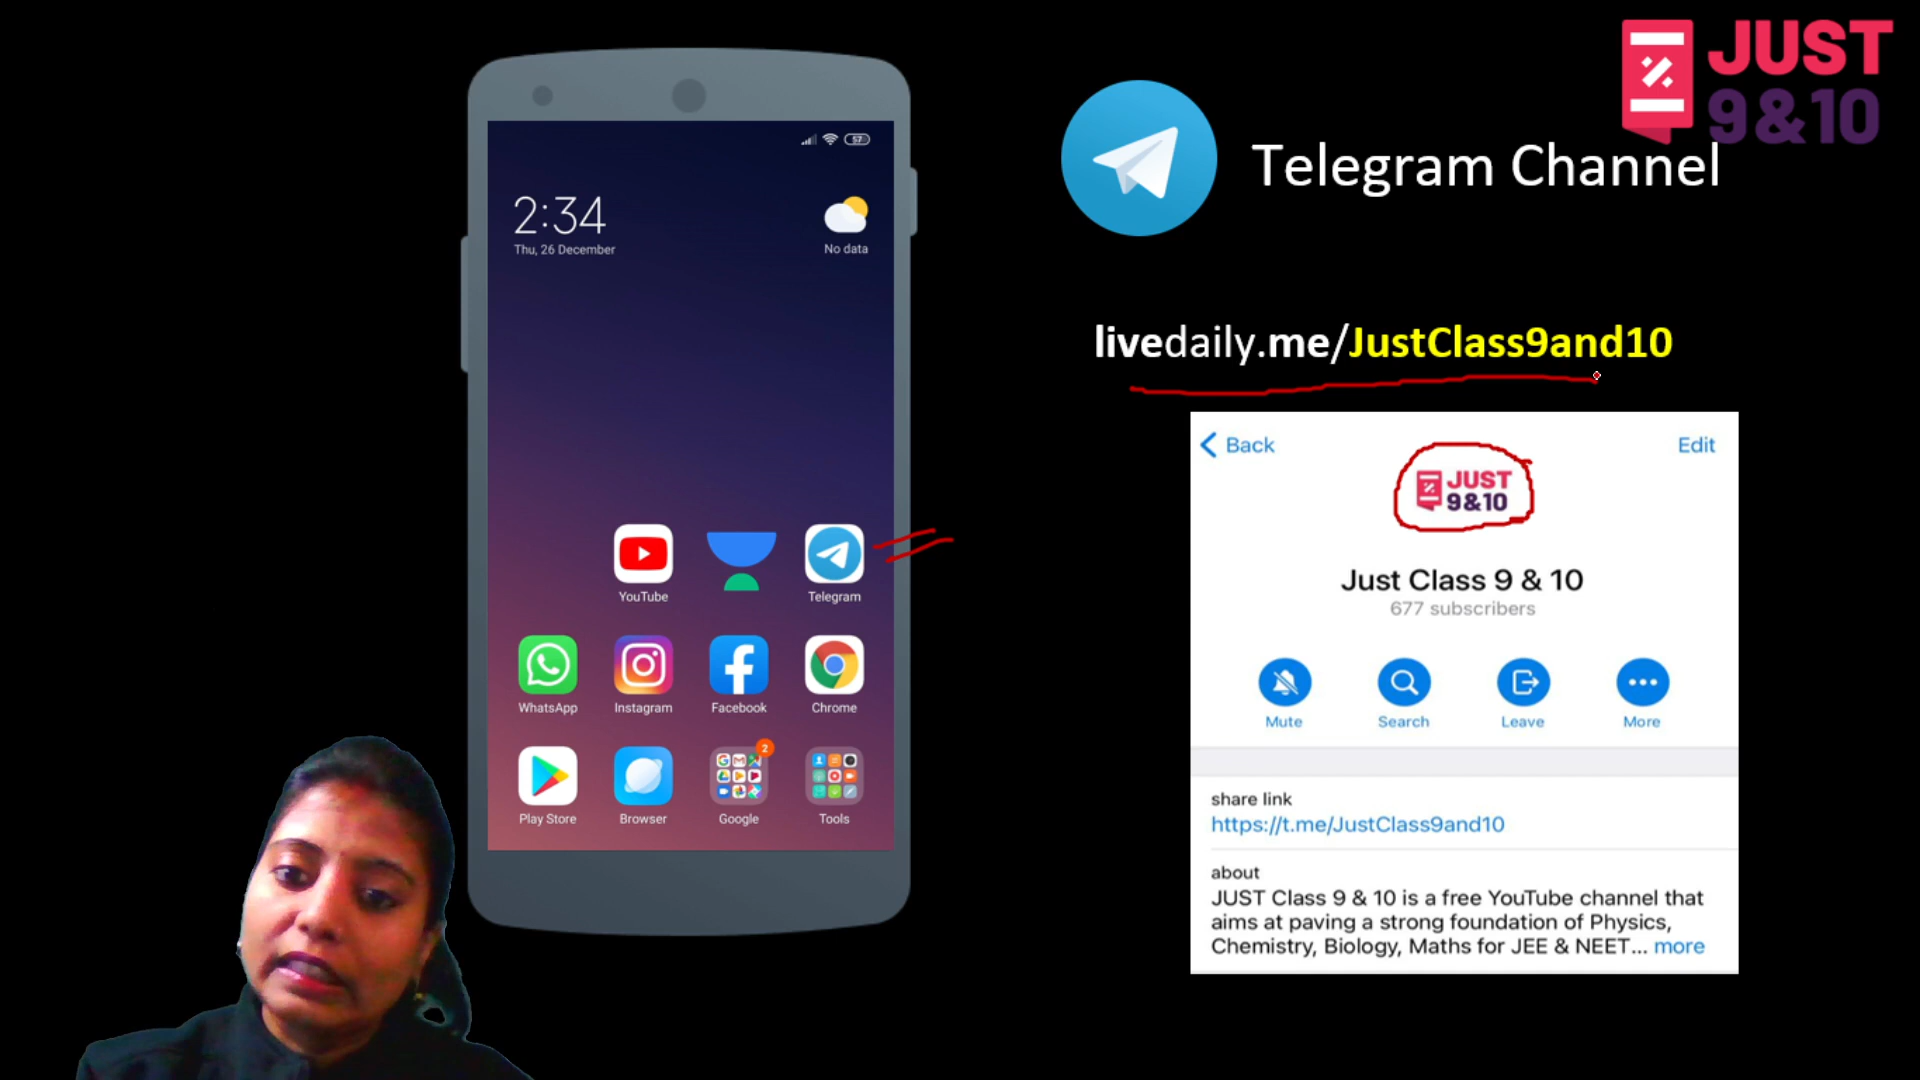 JUST
9&10
Telegram Channel
livedaily.me/JustClass9and10
57
2:34
Thu, 26 December
No data
YouTube
Telegram
WhatsApp
Instagram
Facebook
Chrome
2
Play Store
Browser
Google
Tools
Back
Edit
JUST
9&10
Just Class 9 & 10
677 subscribers
Mute
Search
Leave
More
share link
https://t.me/JustClass9and10
about
JUST Class 9 & 10 is a free YouTube channel that
aims at paving a strong foundation of Physics,
Chemistry, Biology, Maths for JEE & NEET... more